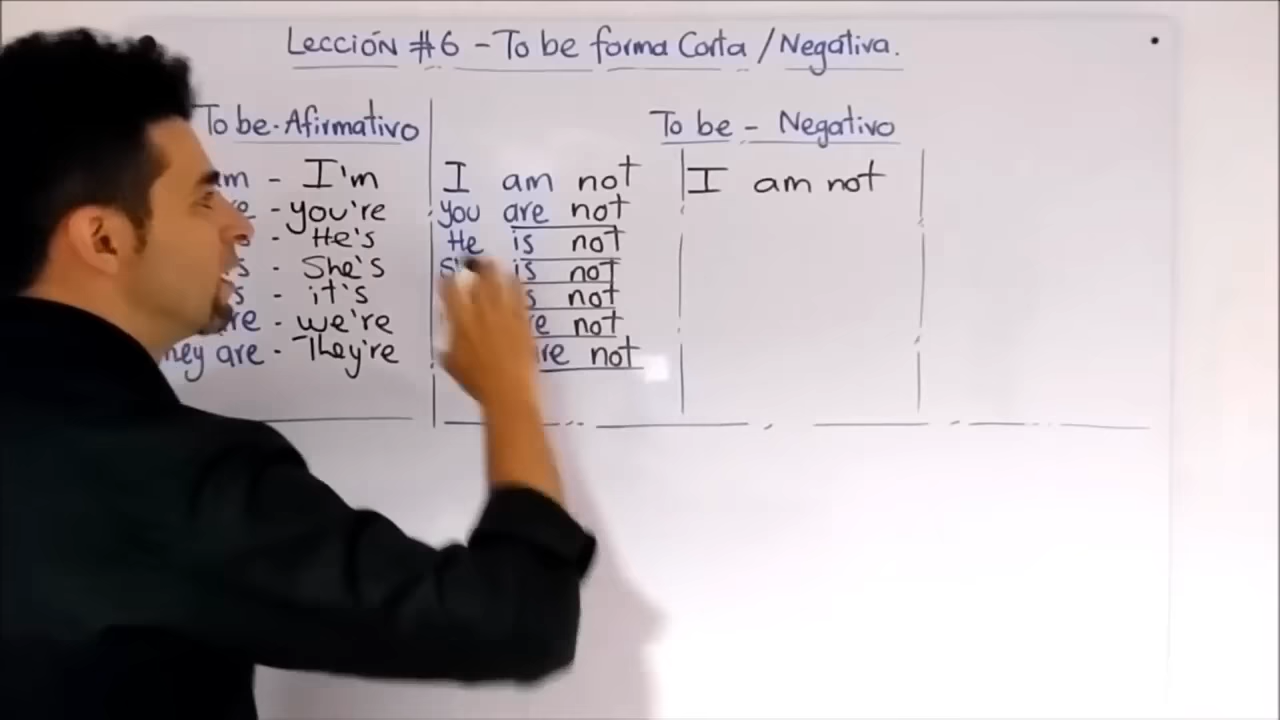 Lección #6 - To be forma Corta / Negativa.
To be - Afirmativo
To be - Negativo
- I'm
I am not
I am not
- you're
you are not
- He's
He is not
- She's
is not
- it's
not
- we're
not
are - They're
not